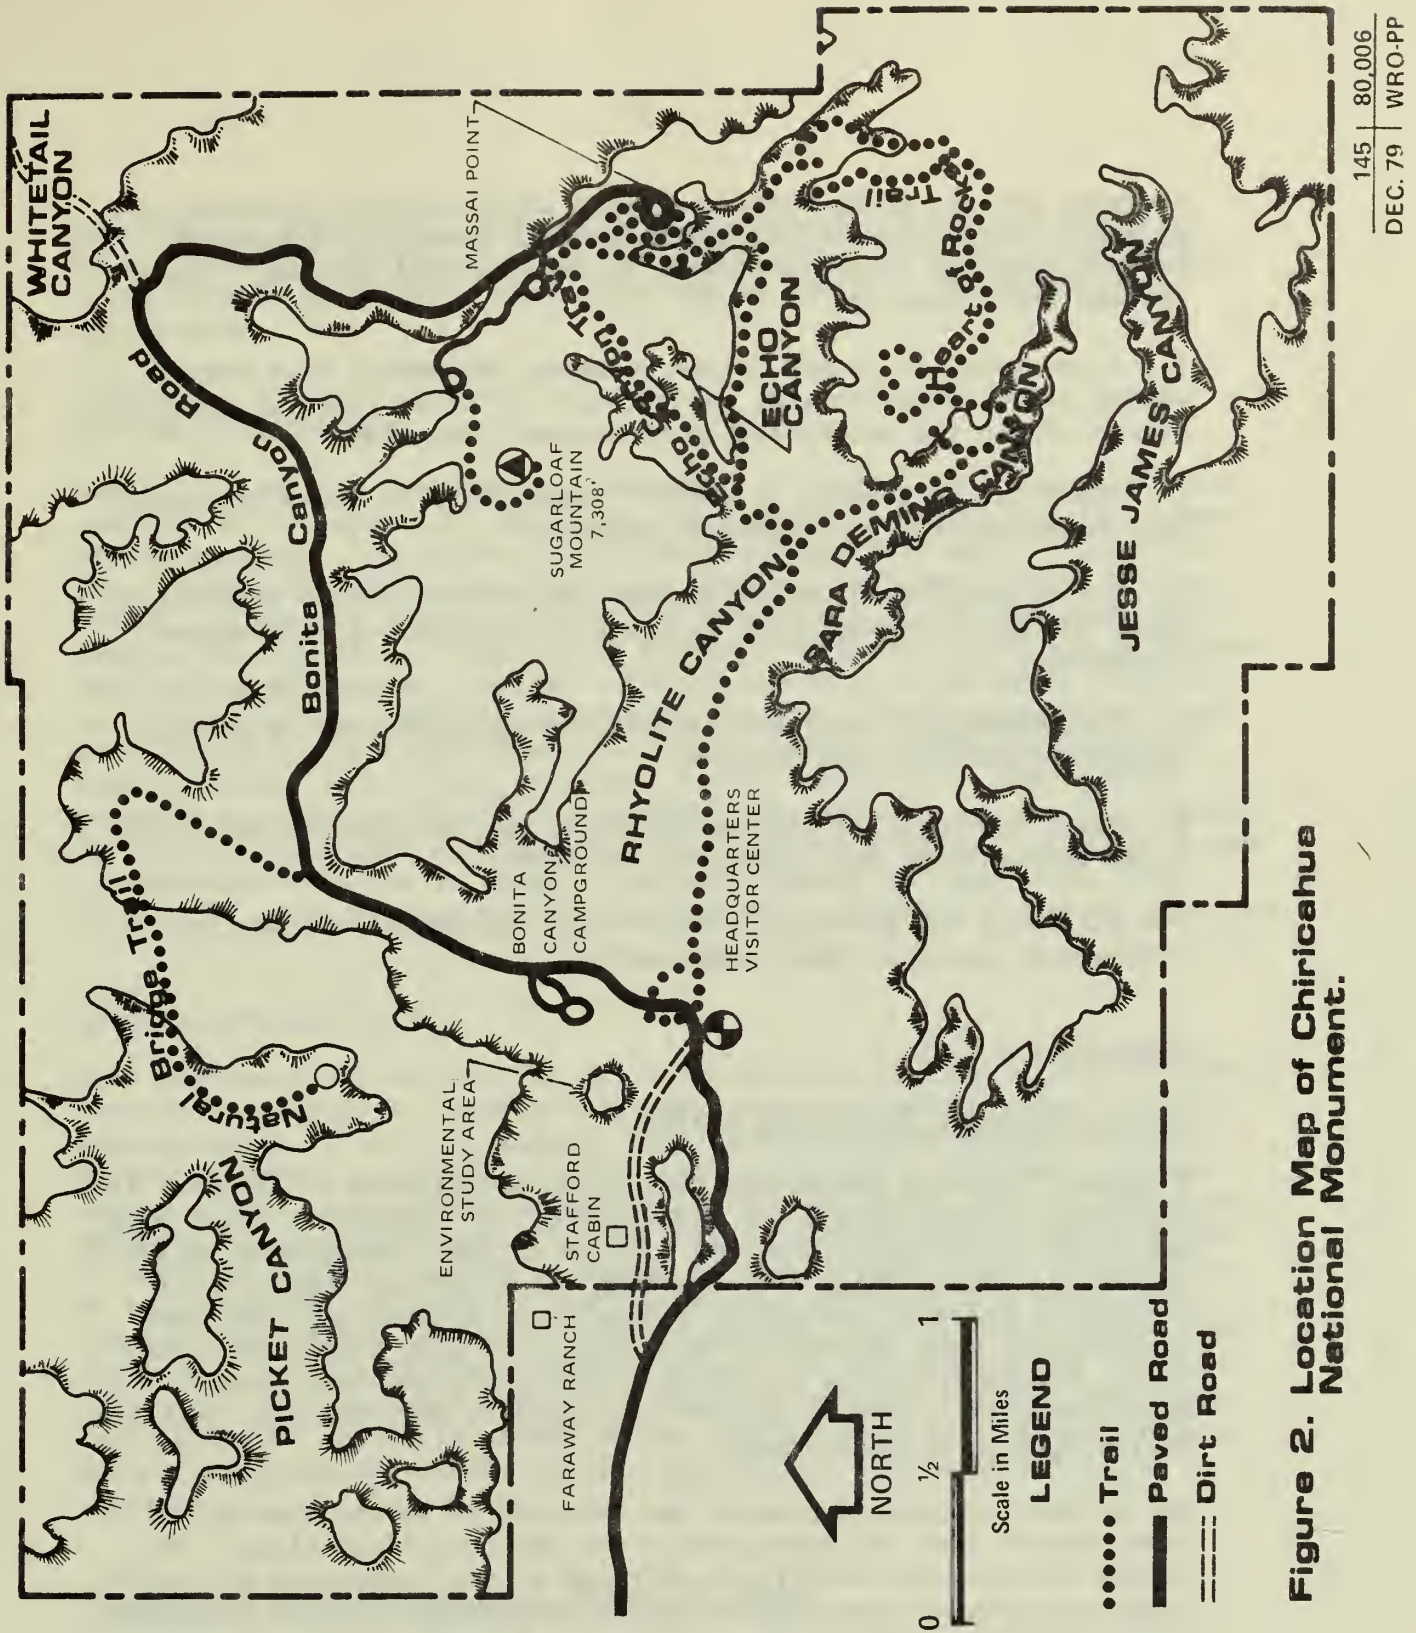 WHITETAIL
CANYON
Bonita Canyon Road
MASSAI POINT
SUGARLOAF
MOUNTAIN
7,308'
Echo Canyon Trail
ECHO
CANYON
Heart of Rocks Trail
SARA DEMING CANYON
JESSE JAMES CANYON
RHYOLITE CANYON
Natural Bridge Trail
PICKET CANYON
BONITA
CANYON
CAMPGROUND
HEADQUARTERS
VISITOR CENTER
ENVIRONMENTAL
STUDY AREA
STAFFORD
CABIN
FARAWAY RANCH
NORTH
0 ½ 1
Scale in Miles
LEGEND
Trail
Paved Road
Dirt Road
Figure 2. Location Map of Chiricahua
National Monument.
145 | 80,006
DEC. 79 | WRO-PP